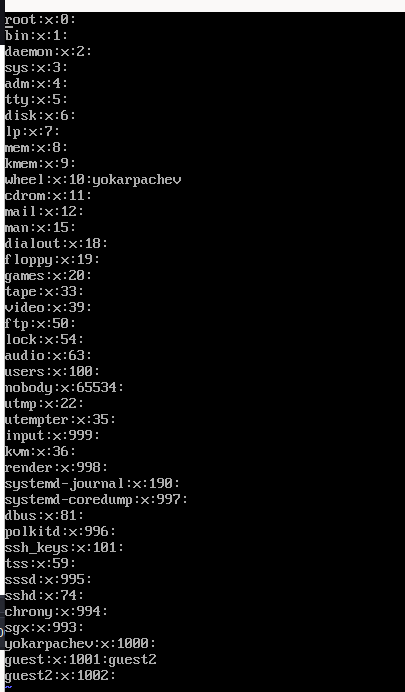 root:x:0:
bin:x:1:
daemon:x:2:
sys:x:3:
adm:x:4:
tty:x:5:
disk:x:6:
lp:x:7:
mem:x:8:
kmem:x:9:
wheel:x:10:yokarpachev
cdrom:x:11:
mail:x:12:
man:x:15:
dialout:x:18:
floppy:x:19:
games:x:20:
tape:x:33:
video:x:39:
ftp:x:50:
lock:x:54:
audio:x:63:
users:x:100:
nobody:x:65534:
utmp:x:22:
utempter:x:35:
input:x:999:
kvm:x:36:
render:x:998:
systemd-journal:x:190:
systemd-coredump:x:997:
dbus:x:81:
polkitd:x:996:
ssh_keys:x:101:
tss:x:59:
sssd:x:995:
sshd:x:74:
chrony:x:994:
sgx:x:993:
yokarpachev:x:1000:
guest:x:1001:guest2
guest2:x:1002:
~